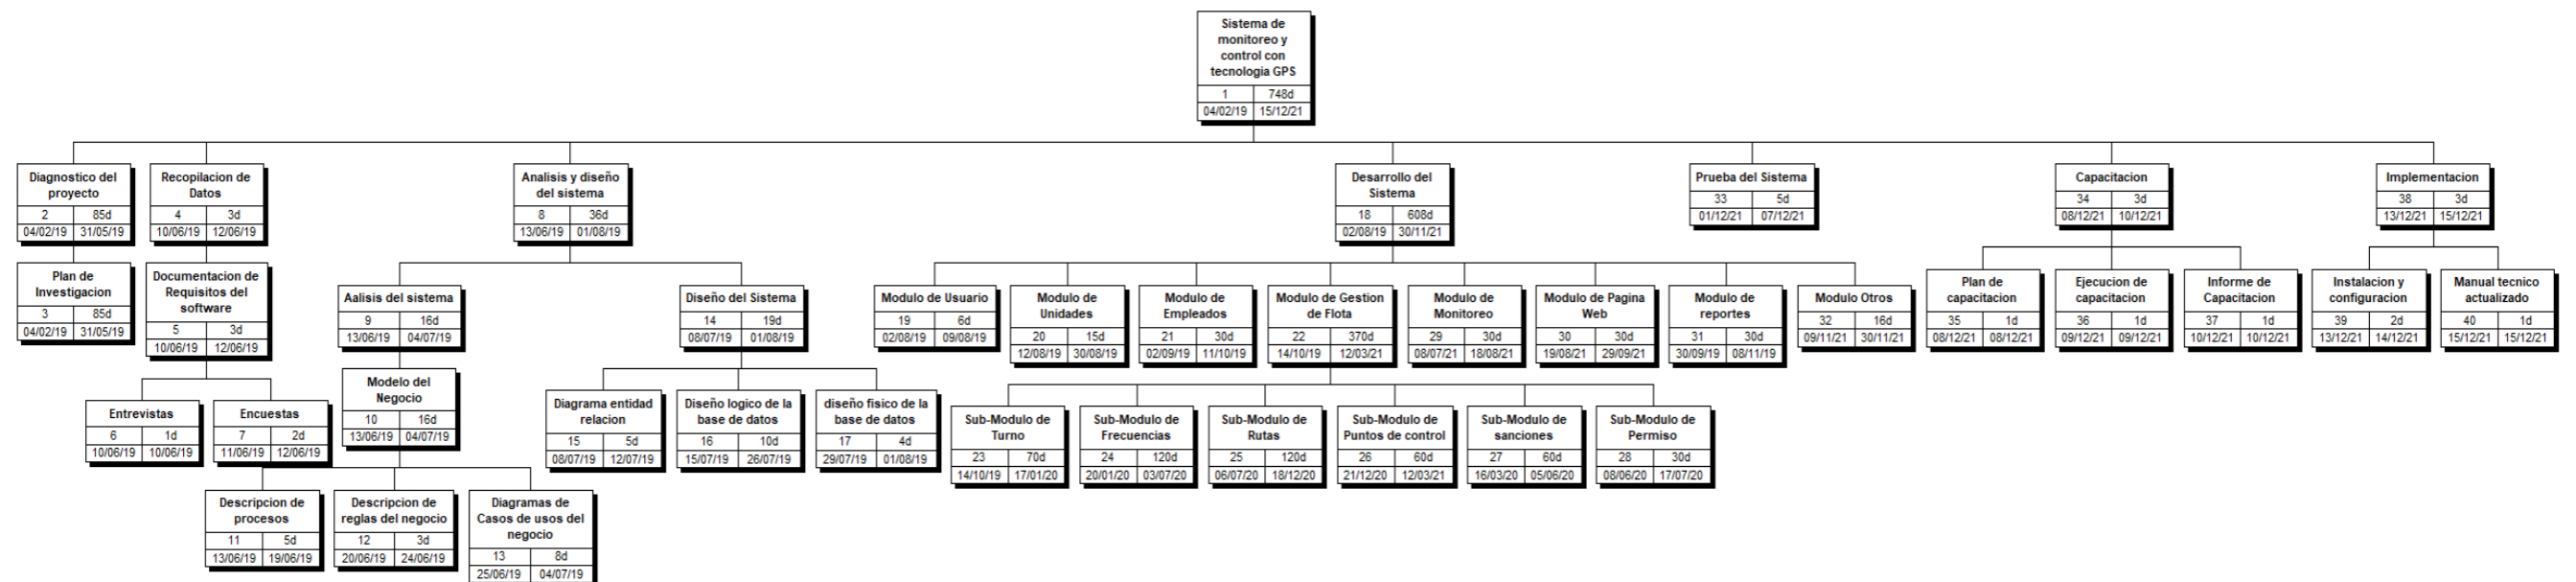 Sistema de
monitoreo y
control con
tecnologia GPS
1 748d
04/02/19 15/12/21
Diagnostico del
proyecto
2 85d
04/02/19 31/05/19
Recopilacion de
Datos
4 3d
10/06/19 12/06/19
Analisis y diseño
del sistema
8 36d
13/06/19 01/08/19
Desarrollo del
Sistema
18 608d
02/08/19 30/11/21
Prueba del Sistema
33 5d
01/12/21 07/12/21
Capacitacion
34 3d
08/12/21 10/12/21
Implementacion
38 3d
13/12/21 15/12/21
Plan de
Investigacion
3 85d
04/02/19 31/05/19
Documentacion de
Requisitos del
software
5 3d
10/06/19 12/06/19
Aalisis del sistema
9 16d
13/06/19 04/07/19
Diseño del Sistema
14 19d
08/07/19 01/08/19
Modulo de Usuario
19 6d
02/08/19 09/08/19
Modulo de
Unidades
20 15d
12/08/19 30/08/19
Modulo de
Empleados
21 30d
02/09/19 11/10/19
Modulo de Gestion
de Flota
22 370d
14/10/19 12/03/21
Modulo de
Monitoreo
29 30d
08/07/21 18/08/21
Modulo de Pagina
Web
30 30d
19/08/21 29/09/21
Modulo de
reportes
31 30d
30/09/19 08/11/19
Modulo Otros
32 16d
09/11/21 30/11/21
Plan de
capacitacion
35 1d
08/12/21 08/12/21
Ejecucion de
capacitacion
36 1d
09/12/21 09/12/21
Informe de
Capacitacion
37 1d
10/12/21 10/12/21
Instalacion y
configuracion
39 2d
13/12/21 14/12/21
Manual tecnico
actualizado
40 1d
15/12/21 15/12/21
Entrevistas
6 1d
10/06/19 10/06/19
Encuestas
7 2d
11/06/19 12/06/19
Modelo del
Negocio
10 16d
13/06/19 04/07/19
Diagrama entidad
relacion
15 5d
08/07/19 12/07/19
Diseño logico de la
base de datos
16 10d
15/07/19 26/07/19
diseño fisico de la
base de datos
17 4d
29/07/19 01/08/19
Sub-Modulo de
Turno
23 70d
14/10/19 17/01/20
Sub-Modulo de
Frecuencias
24 120d
20/01/20 03/07/20
Sub-Modulo de
Rutas
25 120d
06/07/20 18/12/20
Sub-Modulo de
Puntos de control
26 60d
21/12/20 12/03/21
Sub-Modulo de
sanciones
27 60d
16/03/20 05/06/20
Sub-Modulo de
Permiso
28 30d
08/06/20 17/07/20
Descripcion de
procesos
11 5d
13/06/19 19/06/19
Descripcion de
reglas del negocio
12 3d
20/06/19 24/06/19
Diagramas de
Casos de usos del
negocio
13 8d
25/06/19 04/07/19